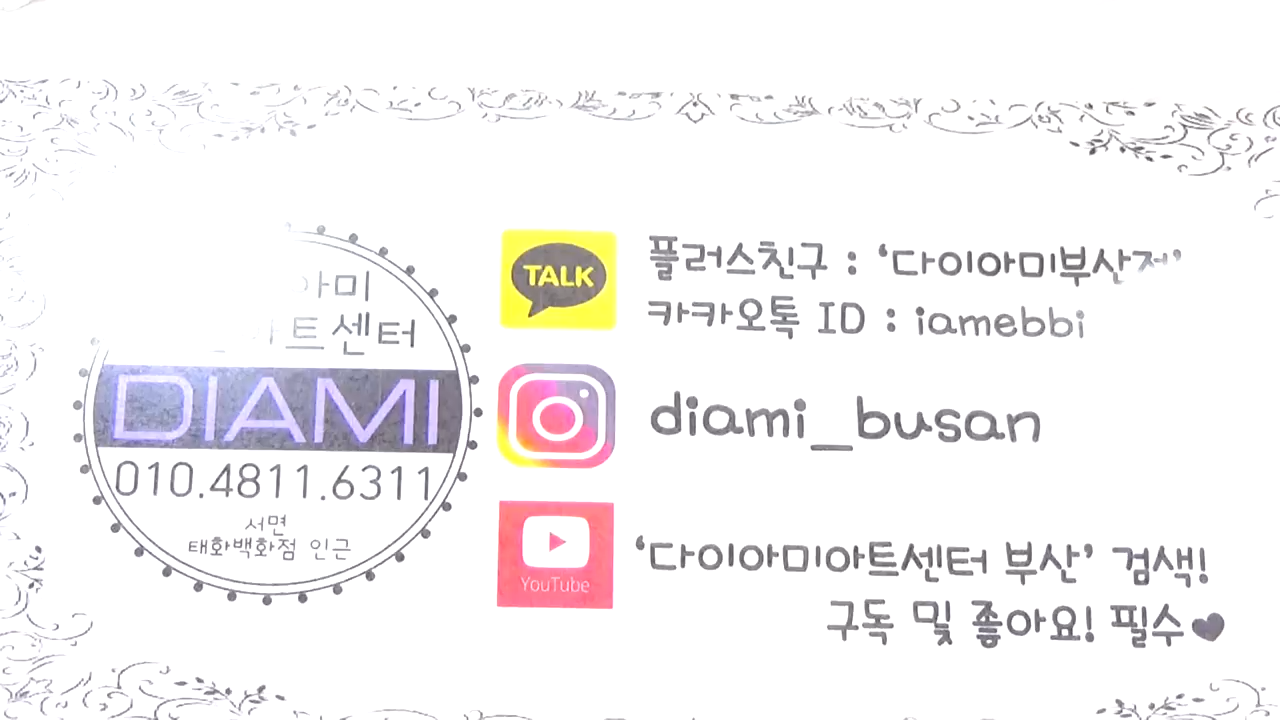 아미
트센터
DIAMI
010.4811.6311
서면
태화백화점 인근
TALK
플러스친구 : ‘다이아미부산점’
카카오톡 ID : iamebbi
diami_busan
YouTube
‘다이아미아트센터 부산’ 검색!
구독 및 좋아요! 필수♥